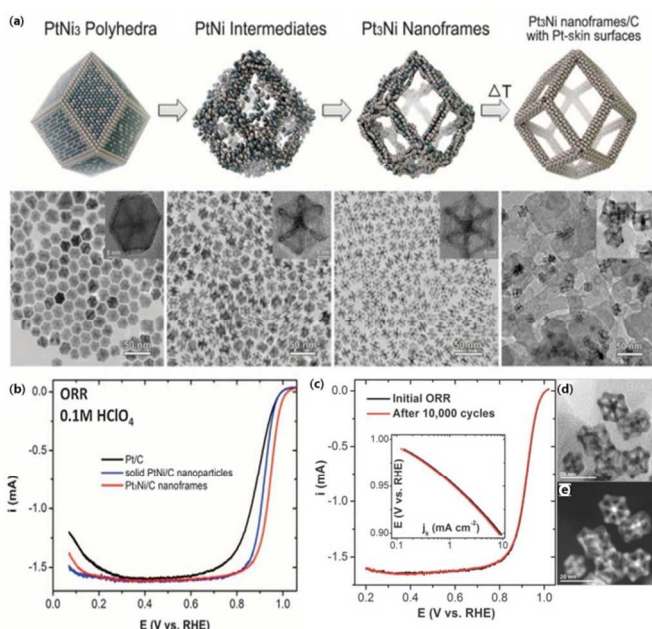 (a)
PtNi₃ Polyhedra
PtNi Intermediates
Pt₃Ni Nanoframes
Pt₃Ni nanoframes/C
with Pt-skin surfaces
△T
50 nm
50 nm
50 nm
50 nm
(b)
ORR
0.1M HClO₄
Pt/C
solid PtNi/C nanoparticles
Pt₃Ni/C nanoframes
i (mA)
0.0
-0.5
-1.0
-1.5
0.0 0.2 0.4 0.6 0.8 1.0
E (V vs. RHE)
(c)
Initial ORR
After 10,000 cycles
i (mA)
0.0
-0.5
-1.0
-1.5
E (V vs. RHE)
1.00
0.95
0.90
jₖ (mA cm⁻²)
0.1 1 10
0.2 0.4 0.6 0.8 1.0
E (V vs. RHE)
(d)
20 nm
(e)
20 nm